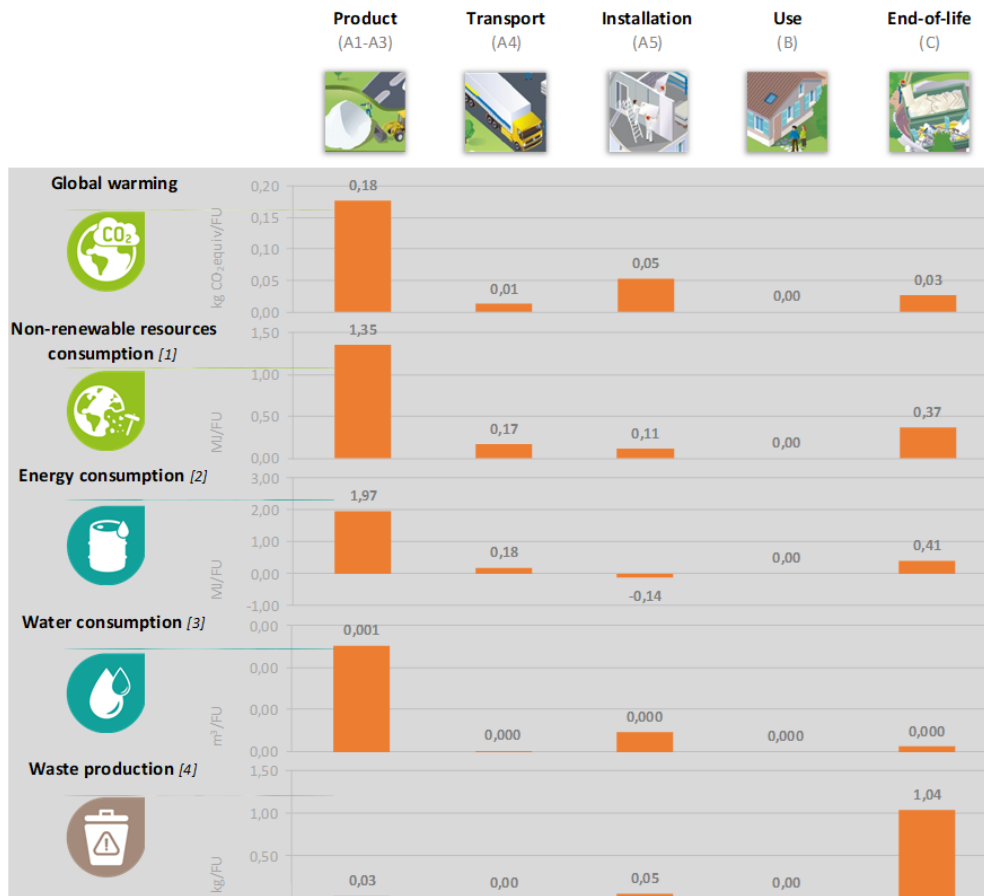 Product
(A1-A3)
Transport
(A4)
Installation
(A5)
Use
(B)
End-of-life
(C)
Global warming
CO₂
kg CO₂equiv/FU
0,20
0,15
0,10
0,05
0,00
0,18
0,01
0,05
0,00
0,03
Non-renewable resources
consumption [1]
MJ/FU
1,50
1,00
0,50
0,00
1,35
0,17
0,11
0,00
0,37
Energy consumption [2]
MJ/FU
3,00
2,00
1,00
0,00
-1,00
1,97
0,18
-0,14
0,00
0,41
Water consumption [3]
m³/FU
0,00
0,00
0,00
0,00
0,001
0,000
0,000
0,000
0,000
Waste production [4]
kg/FU
1,50
1,00
0,50
0,03
0,00
0,05
0,00
1,04